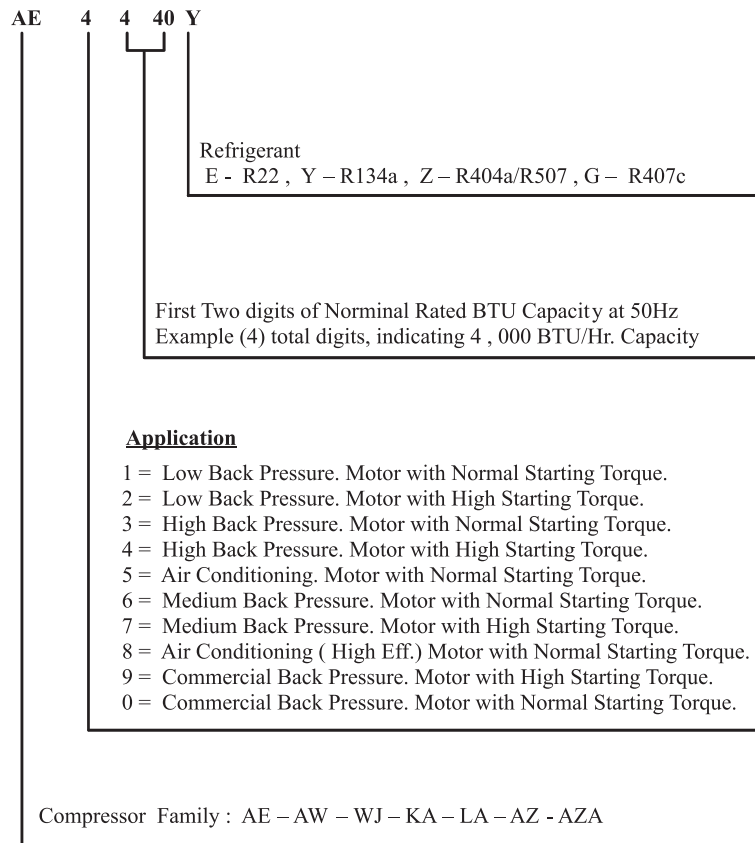 AE 4 4 40 Y
Refrigerant
E - R22 , Y – R134a , Z – R404a/R507 , G – R407c
First Two digits of Norminal Rated BTU Capacity at 50Hz
Example (4) total digits, indicating 4 , 000 BTU/Hr. Capacity
Application
1 = Low Back Pressure. Motor with Normal Starting Torque.
2 = Low Back Pressure. Motor with High Starting Torque.
3 = High Back Pressure. Motor with Normal Starting Torque.
4 = High Back Pressure. Motor with High Starting Torque.
5 = Air Conditioning. Motor with Normal Starting Torque.
6 = Medium Back Pressure. Motor with Normal Starting Torque.
7 = Medium Back Pressure. Motor with High Starting Torque.
8 = Air Conditioning ( High Eff.) Motor with Normal Starting Torque.
9 = Commercial Back Pressure. Motor with High Starting Torque.
0 = Commercial Back Pressure. Motor with Normal Starting Torque.
Compressor Family : AE – AW – WJ – KA – LA – AZ - AZA